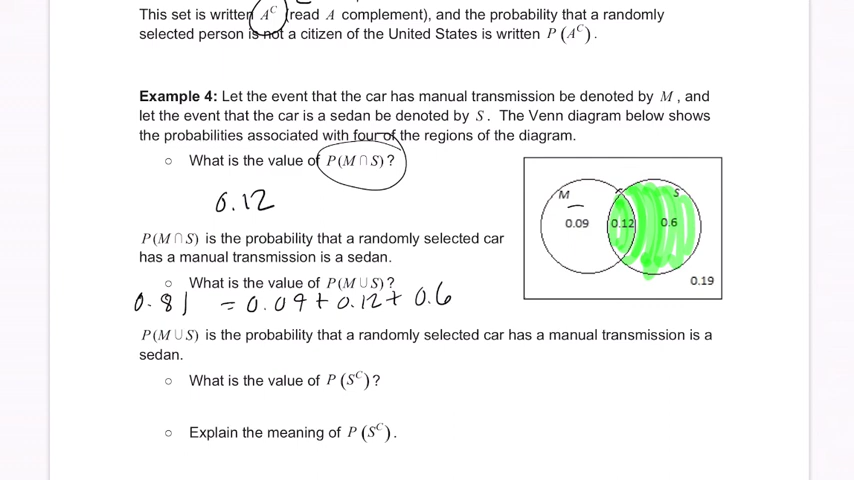 This set is written A^C (read A complement), and the probability that a randomly
selected person is not a citizen of the United States is written P(A^C).
Example 4: Let the event that the car has manual transmission be denoted by M, and
let the event that the car is a sedan be denoted by S. The Venn diagram below shows
the probabilities associated with four of the regions of the diagram.
○ What is the value of P(M∩S)?
0.12
M S
0.09 0.12 0.6
0.19
P(M∩S) is the probability that a randomly selected car
has a manual transmission is a sedan.
○ What is the value of P(M∪S)?
0.81 = 0.09 + 0.12 + 0.6
P(M∪S) is the probability that a randomly selected car has a manual transmission is a
sedan.
○ What is the value of P(S^C)?
○ Explain the meaning of P(S^C).